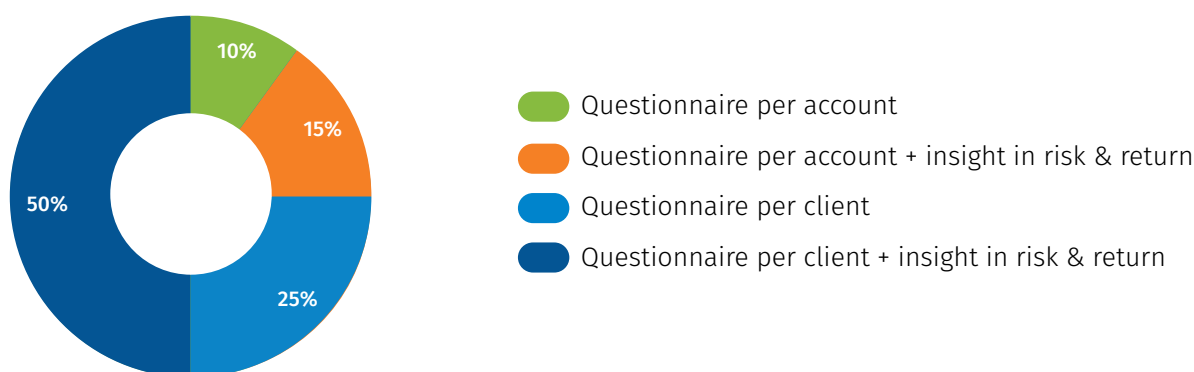 10%
15%
25%
50%
Questionnaire per account
Questionnaire per account + insight in risk & return
Questionnaire per client
Questionnaire per client + insight in risk & return